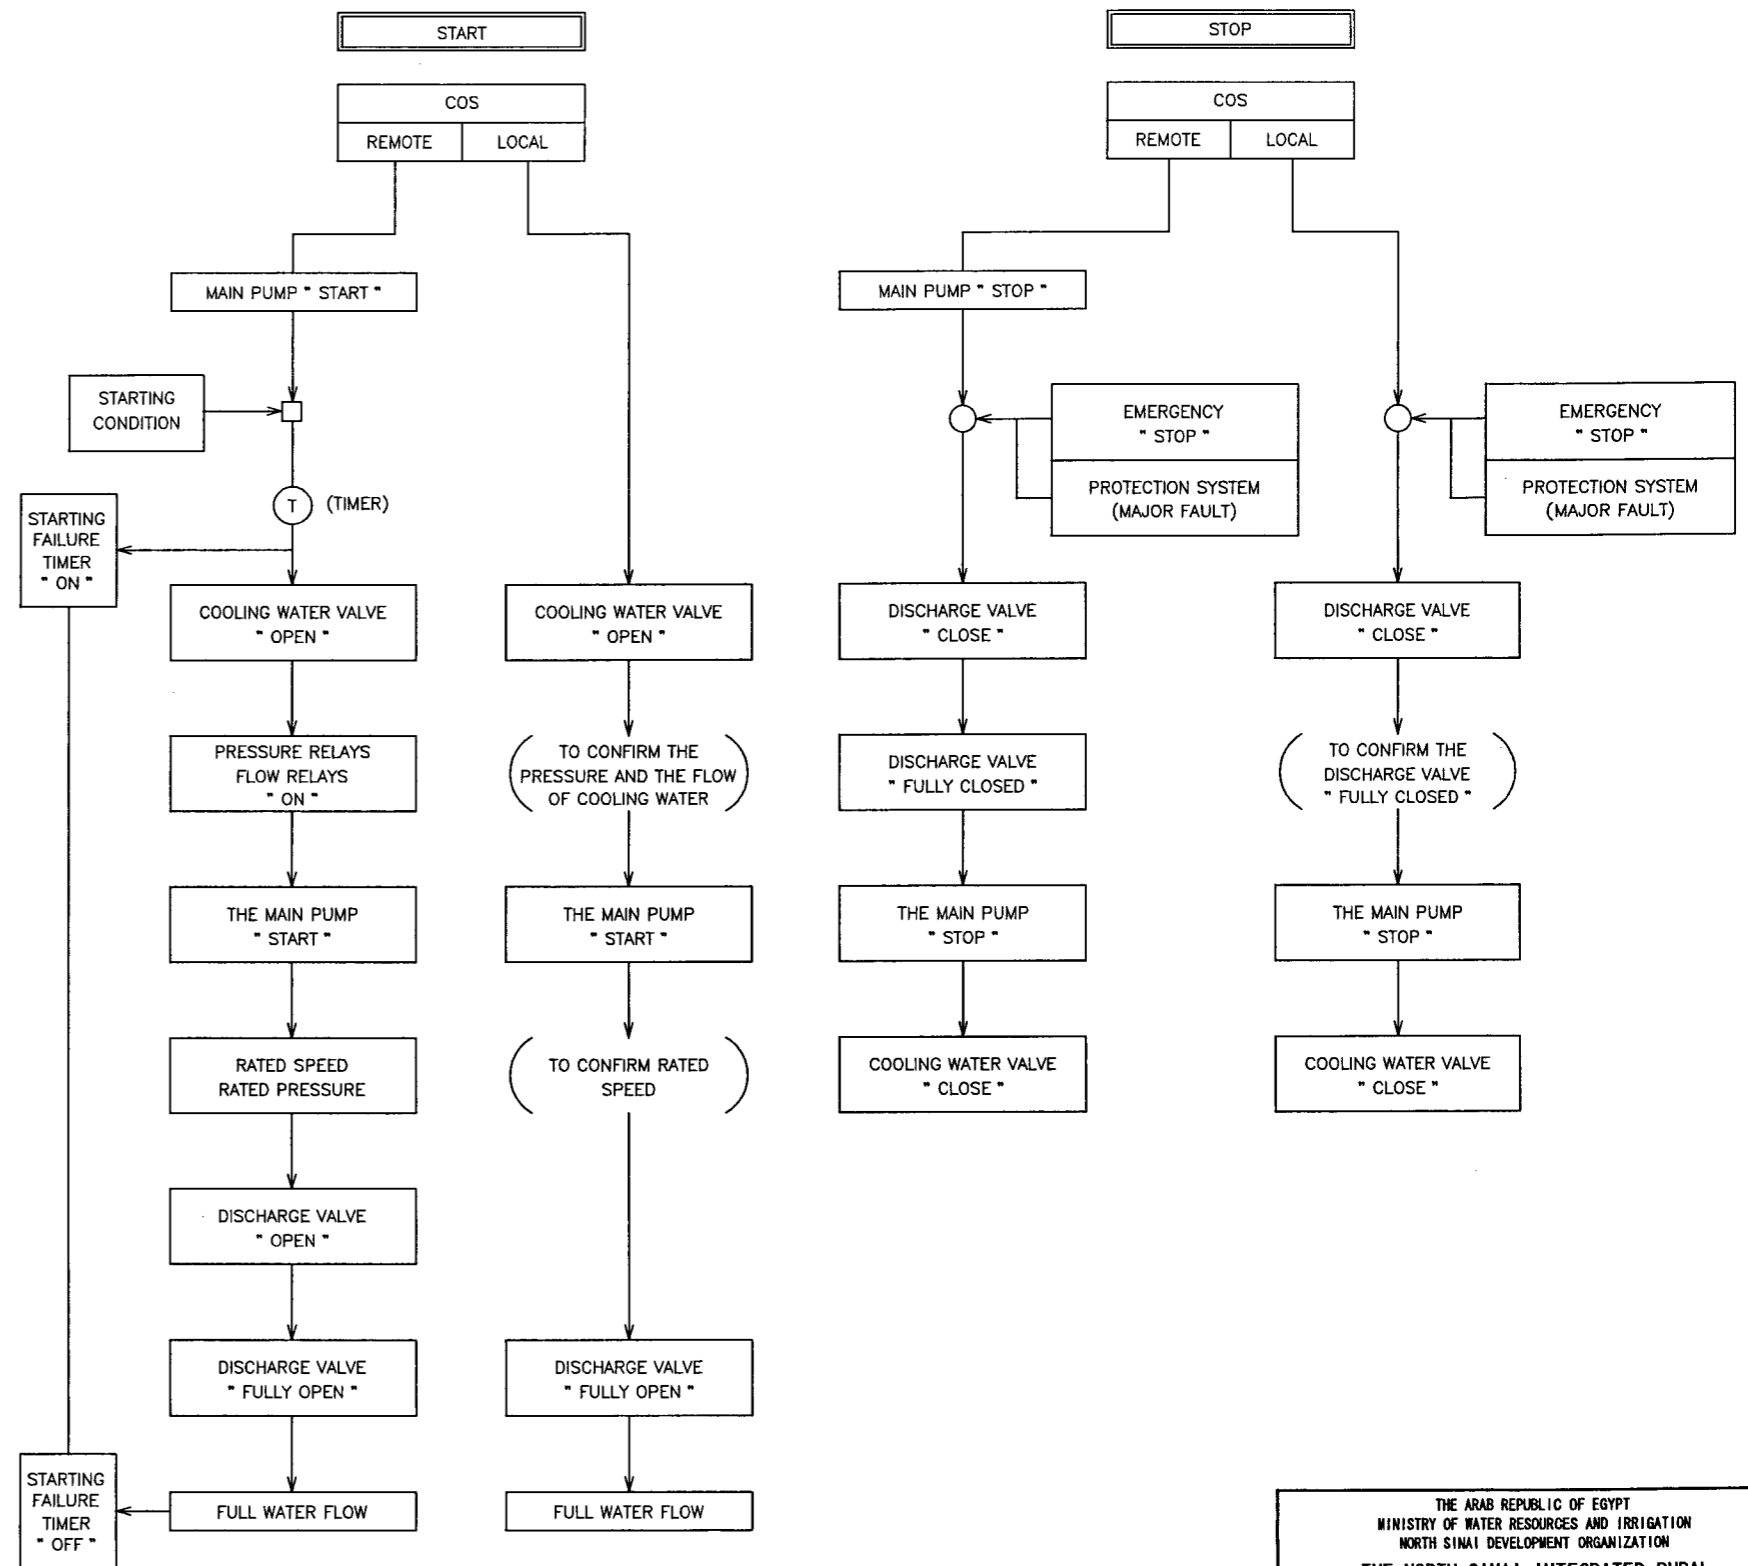 START
COS
REMOTE
LOCAL
MAIN PUMP " START "
STARTING
CONDITION
T
(TIMER)
STARTING
FAILURE
TIMER
" ON "
COOLING WATER VALVE
" OPEN "
PRESSURE RELAYS
FLOW RELAYS
" ON "
THE MAIN PUMP
" START "
RATED SPEED
RATED PRESSURE
DISCHARGE VALVE
" OPEN "
DISCHARGE VALVE
" FULLY OPEN "
FULL WATER FLOW
STARTING
FAILURE
TIMER
" OFF "
COOLING WATER VALVE
" OPEN "
TO CONFIRM THE
PRESSURE AND THE FLOW
OF COOLING WATER
THE MAIN PUMP
" START "
TO CONFIRM RATED
SPEED
DISCHARGE VALVE
" FULLY OPEN "
FULL WATER FLOW
STOP
COS
REMOTE
LOCAL
MAIN PUMP " STOP "
EMERGENCY
" STOP "
PROTECTION SYSTEM
(MAJOR FAULT)
DISCHARGE VALVE
" CLOSE "
DISCHARGE VALVE
" FULLY CLOSED "
THE MAIN PUMP
" STOP "
COOLING WATER VALVE
" CLOSE "
EMERGENCY
" STOP "
PROTECTION SYSTEM
(MAJOR FAULT)
DISCHARGE VALVE
" CLOSE "
TO CONFIRM THE
DISCHARGE VALVE
" FULLY CLOSED "
THE MAIN PUMP
" STOP "
COOLING WATER VALVE
" CLOSE "
THE ARAB REPUBLIC OF EGYPT
MINISTRY OF WATER RESOURCES AND IRRIGATION
NORTH SINAI DEVELOPMENT ORGANIZATION
THE NORTH SINAI INTEGRATED RURAL